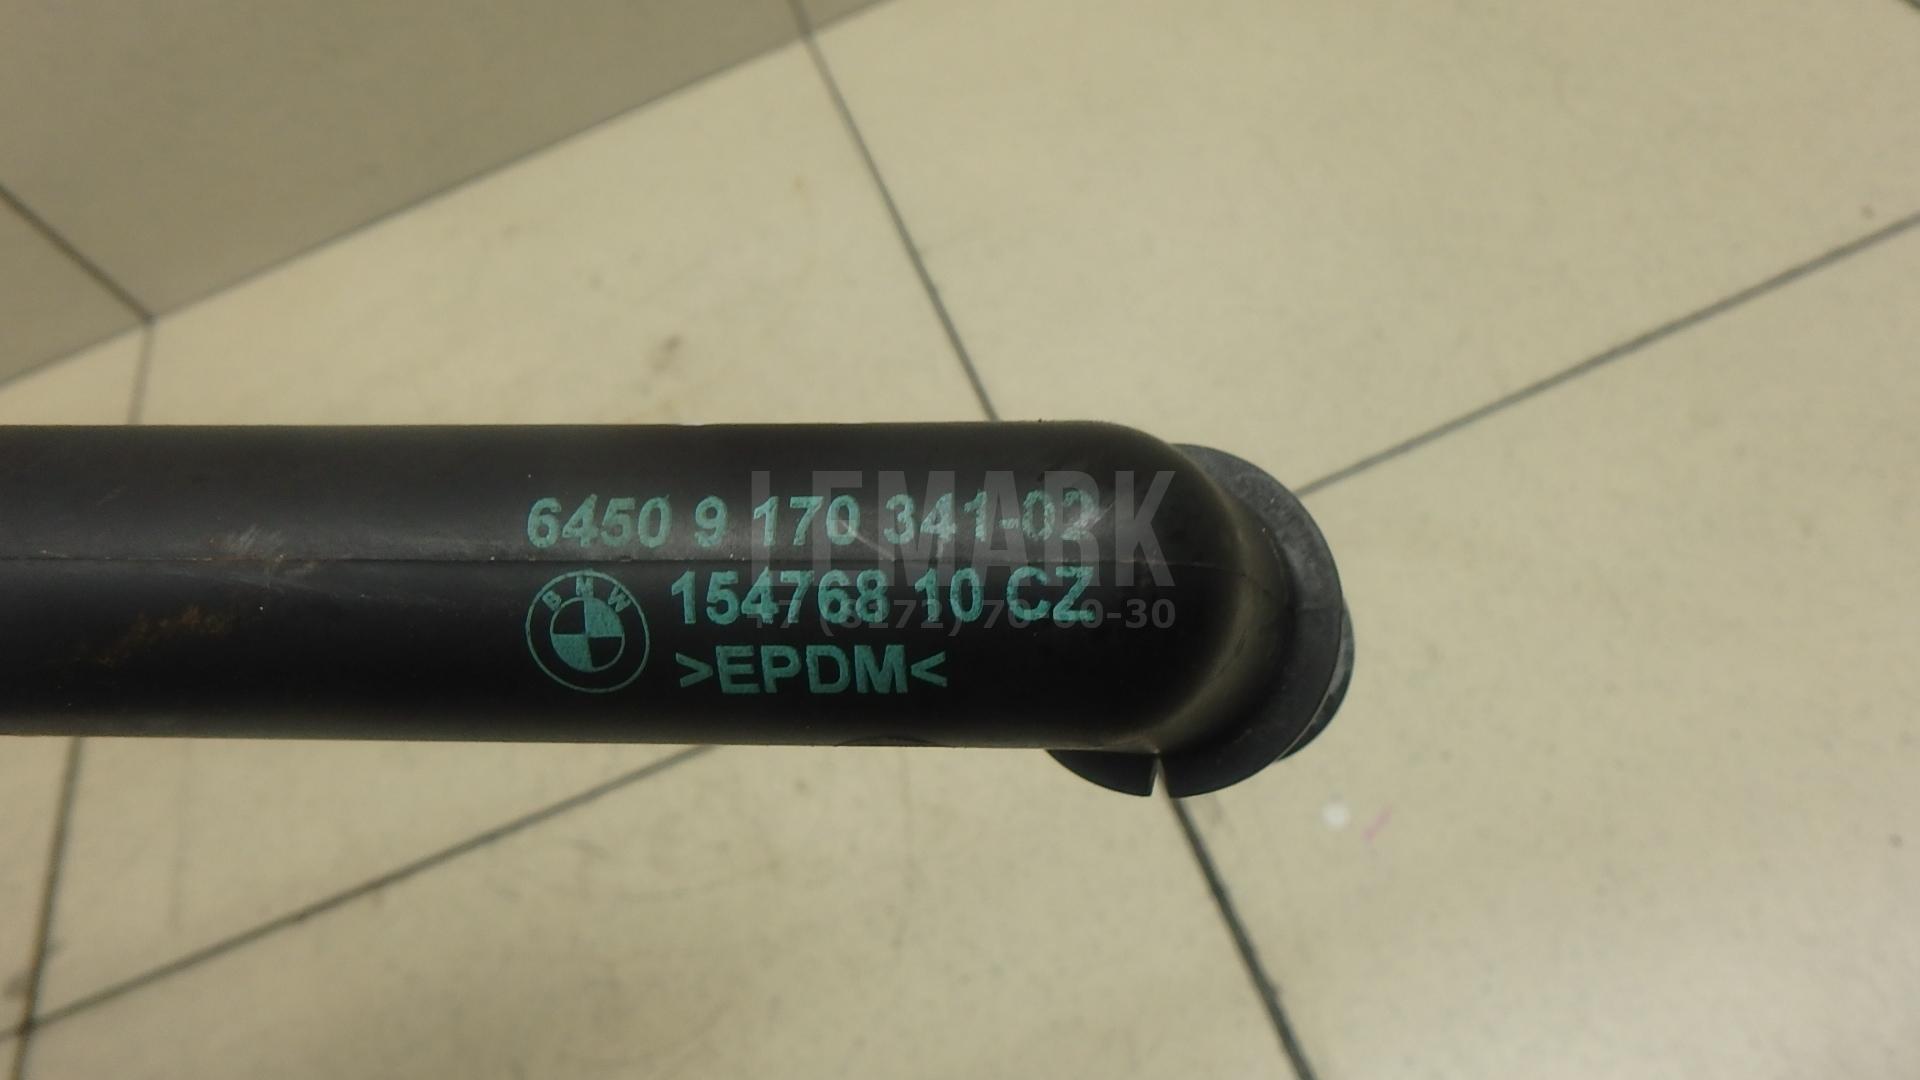 6450 9 170 341-02
BMW
154768 10 CZ
>EPDM<
LEMARK